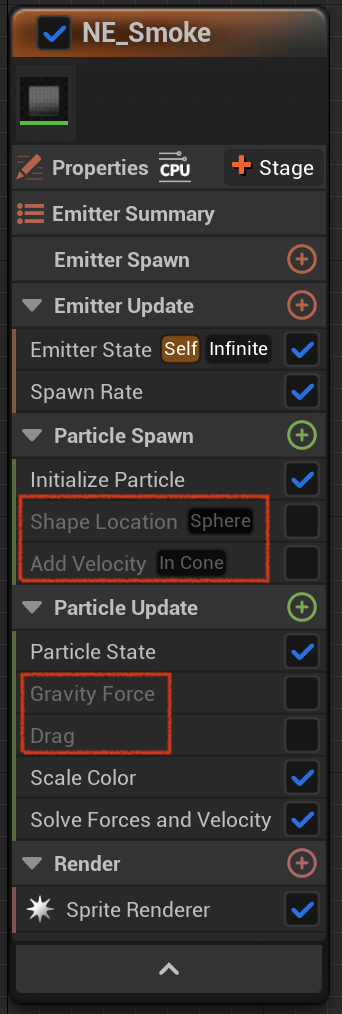 NE_Smoke
Properties CPU Stage
Emitter Summary
Emitter Spawn
Emitter Update
Emitter State Self Infinite
Spawn Rate
Particle Spawn
Initialize Particle
Shape Location Sphere
Add Velocity In Cone
Particle Update
Particle State
Gravity Force
Drag
Scale Color
Solve Forces and Velocity
Render
Sprite Renderer